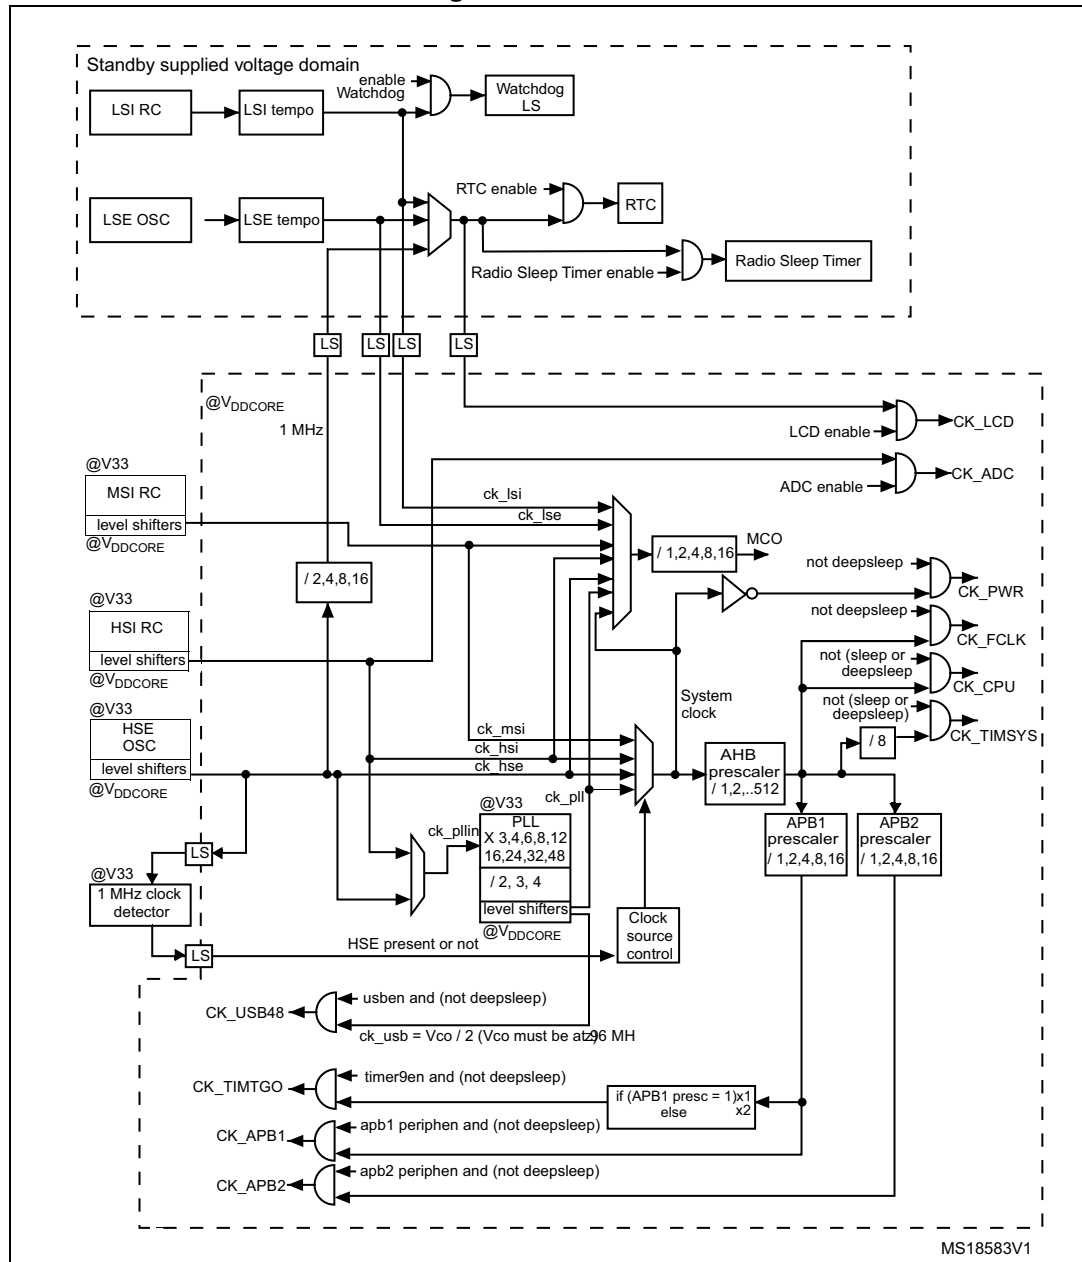 Standby supplied voltage domain
enable
Watchdog
Watchdog
LS
LSI RC
LSI tempo
RTC enable
RTC
LSE OSC
LSE tempo
Radio Sleep Timer enable
Radio Sleep Timer
LS
LS
LS
LS
@VDDCORE
1 MHz
LCD enable
CK_LCD
@V33
MSI RC
level shifters
@VDDCORE
ADC enable
CK_ADC
ck_lsi
ck_lse
/ 1,2,4,8,16
MCO
/ 2,4,8,16
not deepsleep
CK_PWR
@V33
HSI RC
level shifters
@VDDCORE
not deepsleep
CK_FCLK
not (sleep or
deepsleep
CK_CPU
not (sleep or
deepsleep)
CK_TIMSYS
System
clock
/ 8
@V33
HSE
OSC
level shifters
@VDDCORE
ck_msi
ck_hsi
ck_hse
ck_pll
AHB
prescaler
/ 1,2,..512
ck_pllin
@V33
PLL
X 3,4,6,8,12
16,24,32,48
/ 2, 3, 4
level shifters
@VDDCORE
APB1
prescaler
/ 1,2,4,8,16
APB2
prescaler
/ 1,2,4,8,16
LS
@V33
1 MHz clock
detector
LS
HSE present or not
Clock
source
control
CK_USB48
usben and (not deepsleep)
ck_usb = Vco / 2 (Vco must be at 96 MHz)
CK_TIMTGO
timer9en and (not deepsleep)
if (APB1 presc = 1)x1
else x2
CK_APB1
apb1 periphen and (not deepsleep)
CK_APB2
apb2 periphen and (not deepsleep)
MS18583V1